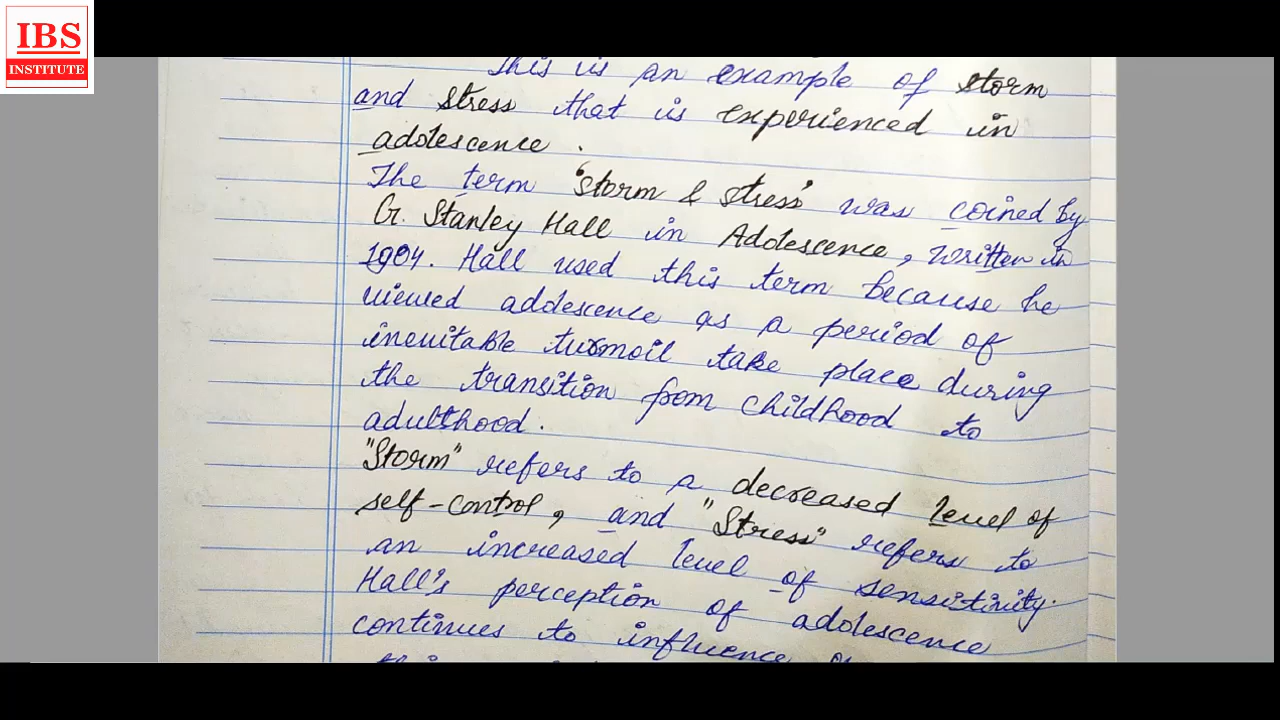 IBS
INSTITUTE
This is an example of storm
and stress that is experienced in
adolescence.
The term 'storm & stress' was coined by
G. Stanley Hall in Adolescence, written in
1904. Hall used this term because he
viewed adolescence as a period of
inevitable turmoil take place during
the transition from childhood to
adulthood.
"Storm" refers to a decreased level of
self-control, and "Stress" refers to
an increased level of sensitivity.
Hall's perception of adolescence
continues to influence